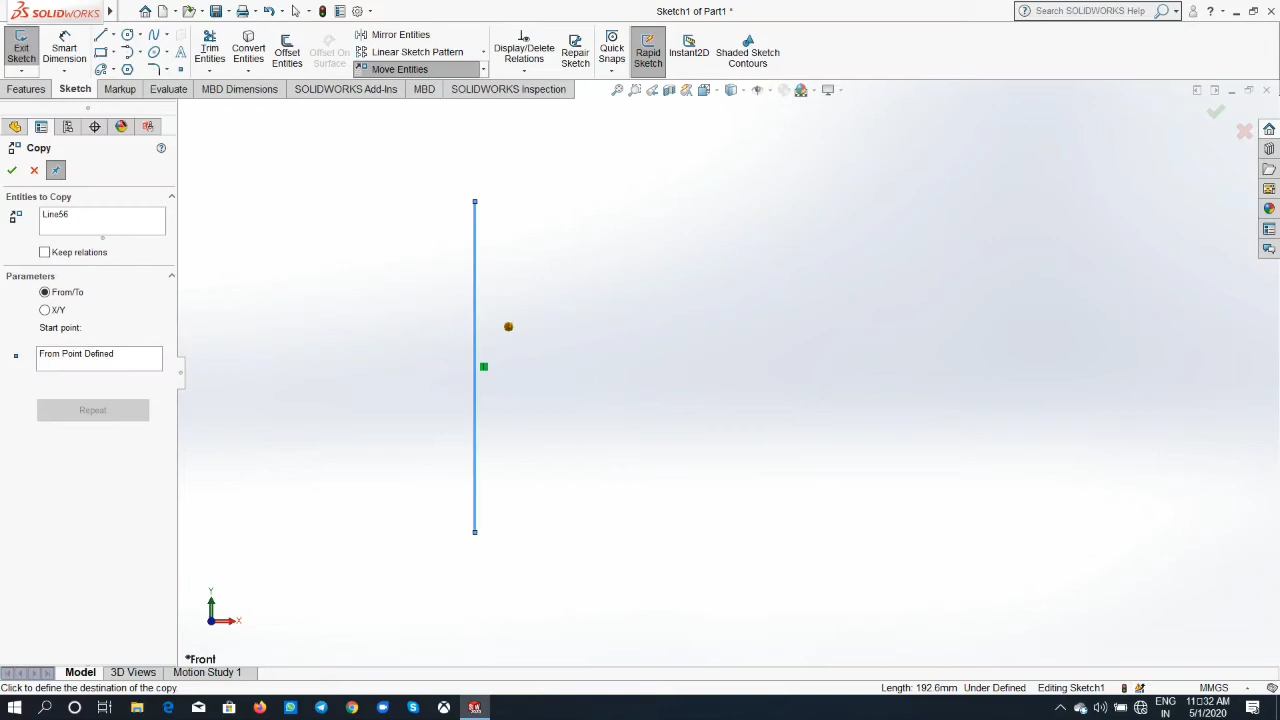 SOLIDWORKS
Sketch1 of Part1 *
Search SOLIDWORKS Help
Exit Sketch
Smart Dimension
Trim Entities
Convert Entities
Offset Entities
Offset On Surface
Mirror Entities
Linear Sketch Pattern
Move Entities
Display/Delete Relations
Repair Sketch
Quick Snaps
Rapid Sketch
Instant2D
Shaded Sketch Contours
Features
Sketch
Markup
Evaluate
MBD Dimensions
SOLIDWORKS Add-Ins
MBD
SOLIDWORKS Inspection
Copy
Entities to Copy
Line56
Keep relations
Parameters
From/To
X/Y
Start point:
From Point Defined
Repeat
Y
X
*Front
Model
3D Views
Motion Study 1
Click to define the destination of the copy.
Length: 192.6mm
Under Defined
Editing Sketch1
MMGS
ENG
IN
11:32 AM
5/1/2020